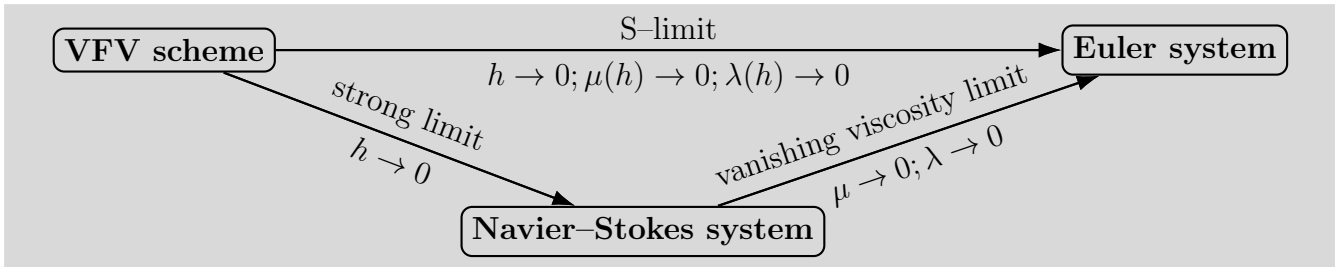 S–limit
VFV scheme
Euler system
h → 0; μ(h) → 0; λ(h) → 0
strong limit
h → 0
vanishing viscosity limit
μ → 0; λ → 0
Navier–Stokes system